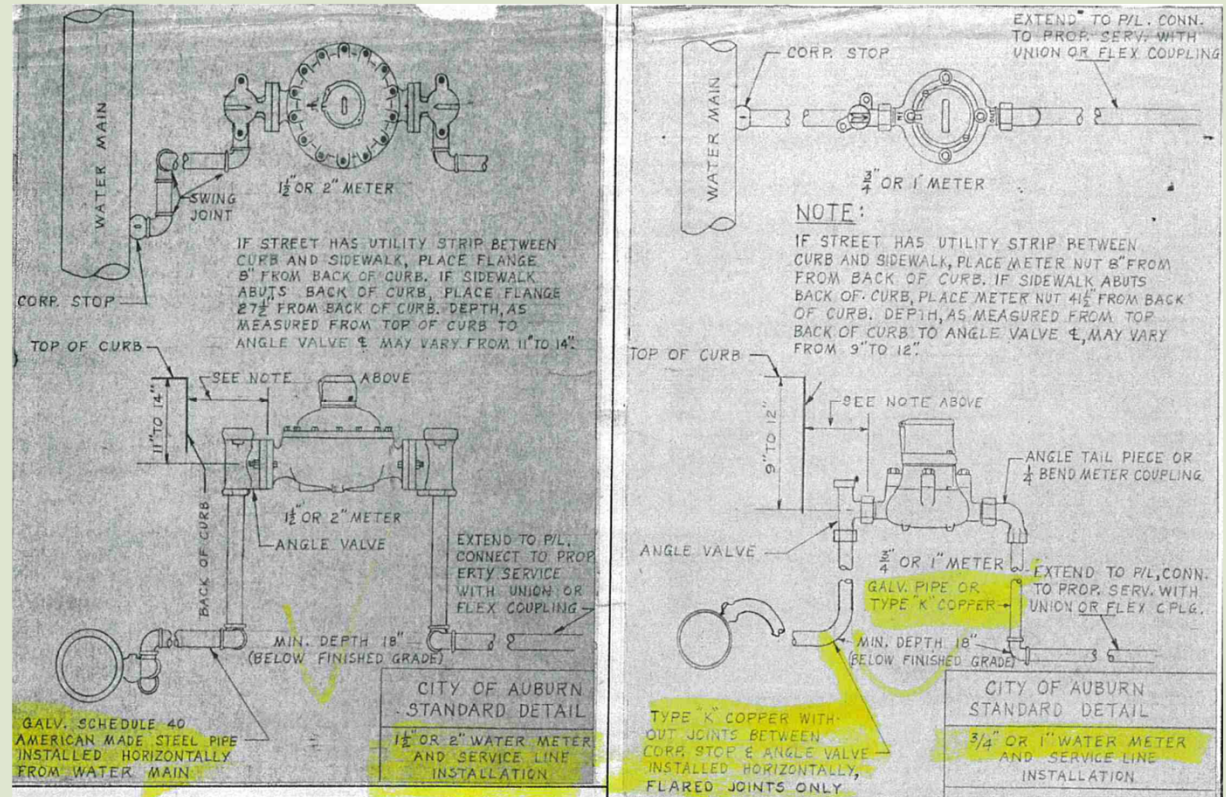 WATER MAIN
SWING
JOINT
1½" OR 2" METER
CORP. STOP
IF STREET HAS UTILITY STRIP BETWEEN
CURB AND SIDEWALK, PLACE FLANGE
8" FROM BACK OF CURB. IF SIDEWALK
ABUTS BACK OF CURB, PLACE FLANGE
27½" FROM BACK OF CURB. DEPTH, AS
MEASURED FROM TOP OF CURB TO
ANGLE VALVE ℄ MAY VARY FROM 11" TO 14".
TOP OF CURB
SEE NOTE ABOVE
11" TO 14"
BACK OF CURB
1½" OR 2" METER
ANGLE VALVE
EXTEND TO P/L.
CONNECT TO PROP
ERTY SERVICE
WITH UNION OR
FLEX COUPLING
MIN. DEPTH 18"
(BELOW FINISHED GRADE)
GALV. SCHEDULE 40
AMERICAN MADE STEEL PIPE
INSTALLED HORIZONTALLY
FROM WATER MAIN
CITY OF AUBURN
STANDARD DETAIL
1½" OR 2" WATER METER
AND SERVICE LINE
INSTALLATION
EXTEND TO P/L. CONN.
TO PROP. SERV. WITH
UNION OR FLEX COUPLING
CORP. STOP
WATER MAIN
¾" OR 1" METER
NOTE:
IF STREET HAS UTILITY STRIP BETWEEN
CURB AND SIDEWALK, PLACE METER NUT 8" FROM
FROM BACK OF CURB. IF SIDEWALK ABUTS
BACK OF CURB, PLACE METER NUT 41½" FROM BACK
OF CURB. DEPTH, AS MEASURED FROM TOP
BACK OF CURB TO ANGLE VALVE ℄, MAY VARY
FROM 9" TO 12".
TOP OF CURB
SEE NOTE ABOVE
9" TO 12"
ANGLE TAIL PIECE OR
¼ BEND METER COUPLING
ANGLE VALVE
¾" OR 1" METER
GALV. PIPE OR
TYPE "K" COPPER
EXTEND TO P/L, CONN.
TO PROP. SERV. WITH
UNION OR FLEX CPLG.
MIN. DEPTH 18"
(BELOW FINISHED GRADE)
TYPE "K" COPPER WITH-
OUT JOINTS BETWEEN
CORP. STOP & ANGLE VALVE
INSTALLED HORIZONTALLY,
FLARED JOINTS ONLY
CITY OF AUBURN
STANDARD DETAIL
3/4" OR 1" WATER METER
AND SERVICE LINE
INSTALLATION